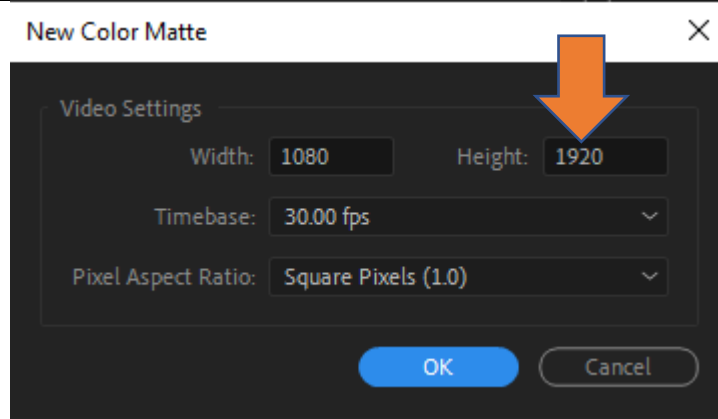 New Color Matte
Video Settings
Width: 1080 Height: 1920
Timebase: 30.00 fps
Pixel Aspect Ratio: Square Pixels (1.0)
OK Cancel